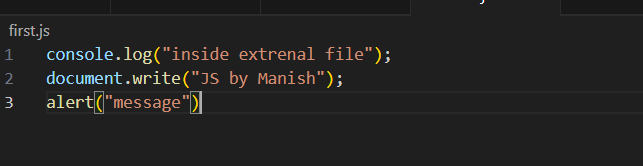 first.js
1 console.log("inside extrenal file");
2 document.write("JS by Manish");
3 alert("message")